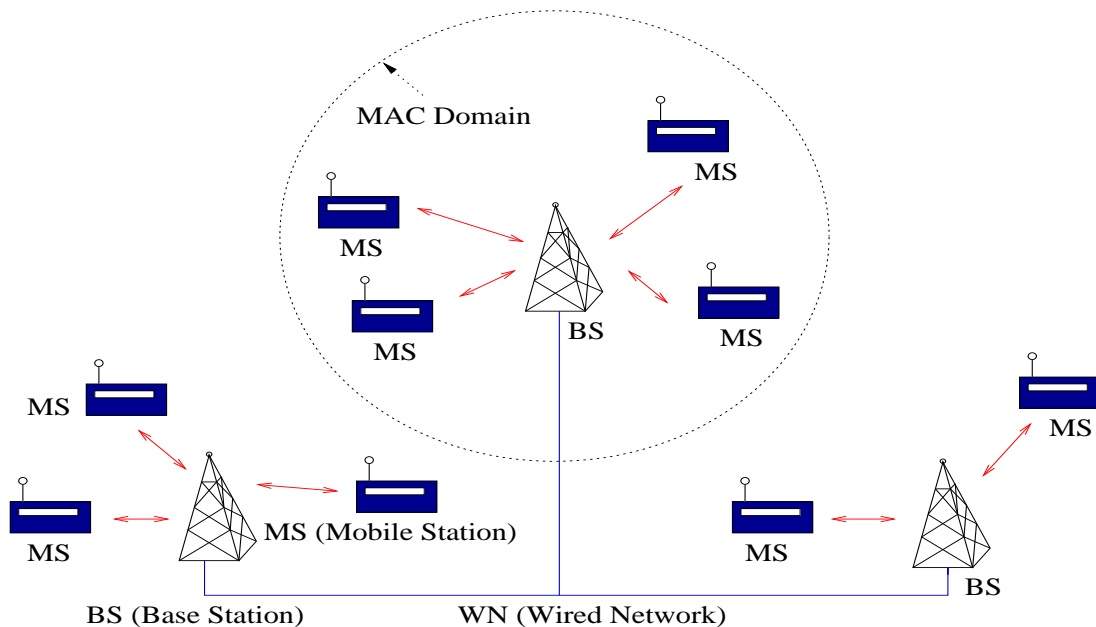 MAC Domain
MS
MS
MS
MS
BS
MS
MS
MS
MS (Mobile Station)
MS
MS
BS
BS (Base Station)
WN (Wired Network)